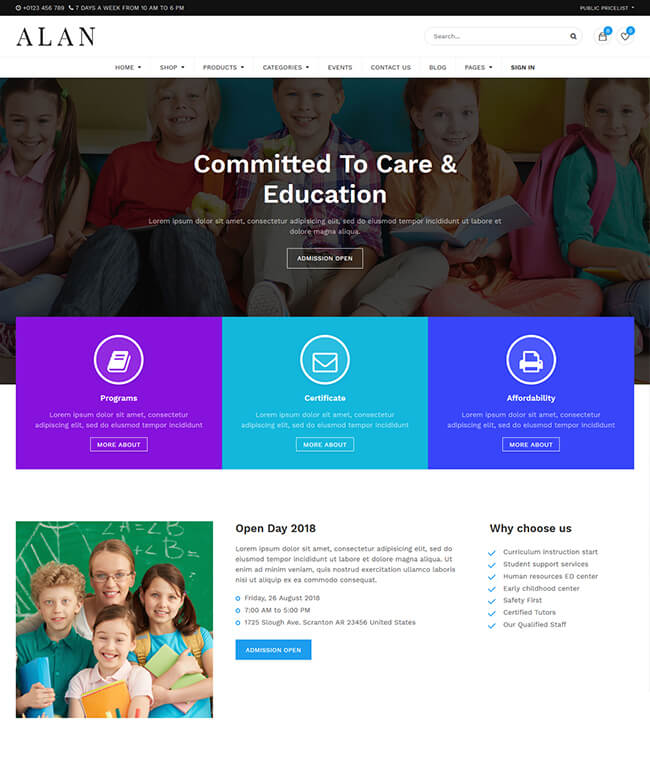 +0123 456 789 7 DAYS A WEEK FROM 10 AM TO 6 PM
PUBLIC PRICELIST
ALAN
Search...
0
0
HOME SHOP PRODUCTS CATEGORIES EVENTS CONTACT US BLOG PAGES SIGN IN
Committed To Care &
Education
Lorem ipsum dolor sit amet, consectetur adipisicing elit, sed do eiusmod tempor incididunt ut labore et
dolore magna aliqua.
ADMISSION OPEN
Programs
Lorem ipsum dolor sit amet, consectetur
adipiscing elit, sed do eiusmod tempor incididunt
MORE ABOUT
Certificate
Lorem ipsum dolor sit amet, consectetur
adipiscing elit, sed do eiusmod tempor incididunt
MORE ABOUT
Affordability
Lorem ipsum dolor sit amet, consectetur
adipiscing elit, sed do eiusmod tempor incididunt
MORE ABOUT
Open Day 2018
Lorem ipsum dolor sit amet, consectetur adipisicing elit, sed do
eiusmod tempor incididunt ut labore et dolore magna aliqua. Ut
enim ad minim veniam, quis nostrud exercitation ullamco laboris
nisi ut aliquip ex ea commodo consequat.
Friday, 26 August 2018
7:00 AM to 5:00 PM
1725 Slough Ave. Scranton AR 23456 United States
ADMISSION OPEN
Why choose us
Curriculum instruction start
Student support services
Human resources ED center
Early childhood center
Safety First
Certified Tutors
Our Qualified Staff